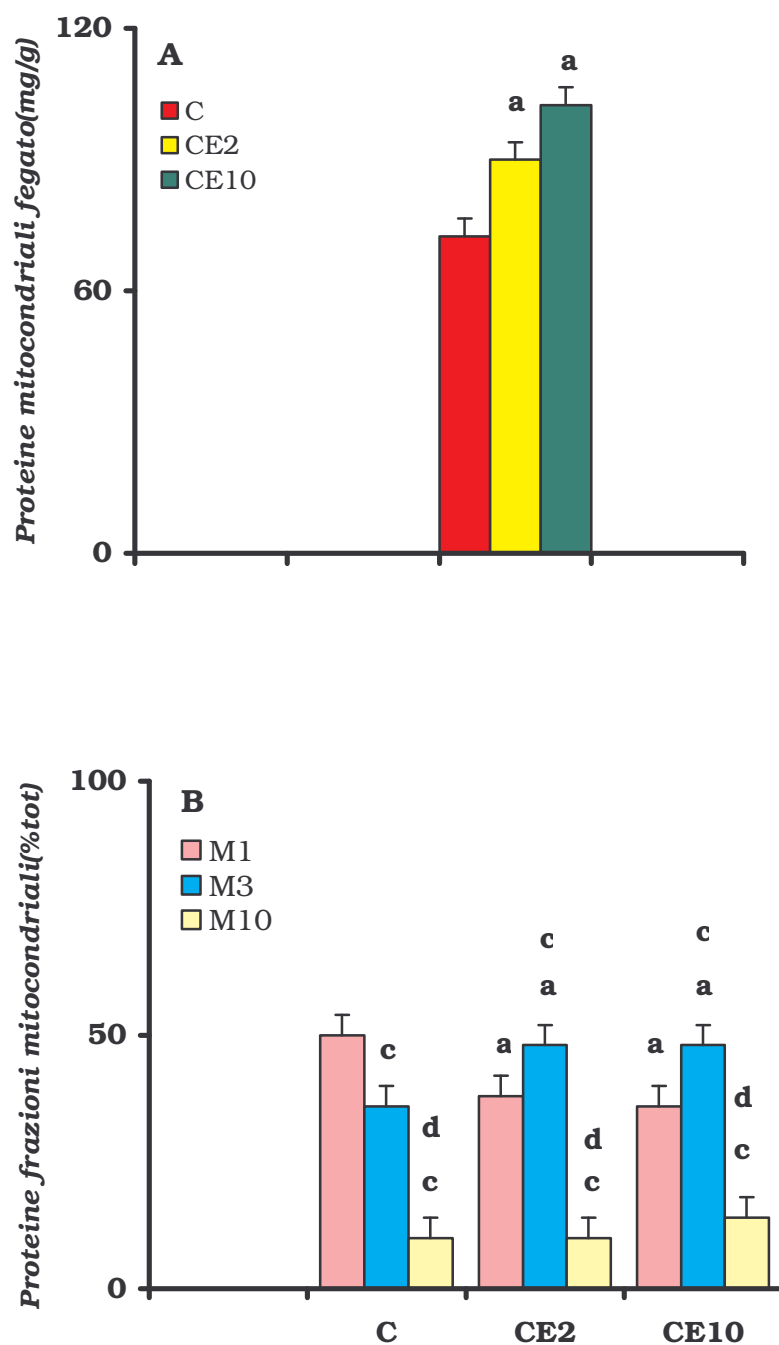 Proteine mitocondriali fegato(mg/g)
120
60
0
A
C
CE2
CE10
a
a
Proteine frazioni mitocondriali(%tot)
100
50
0
B
M1
M3
M10
c
d
c
a
c
a
d
c
a
c
a
d
c
C
CE2
CE10